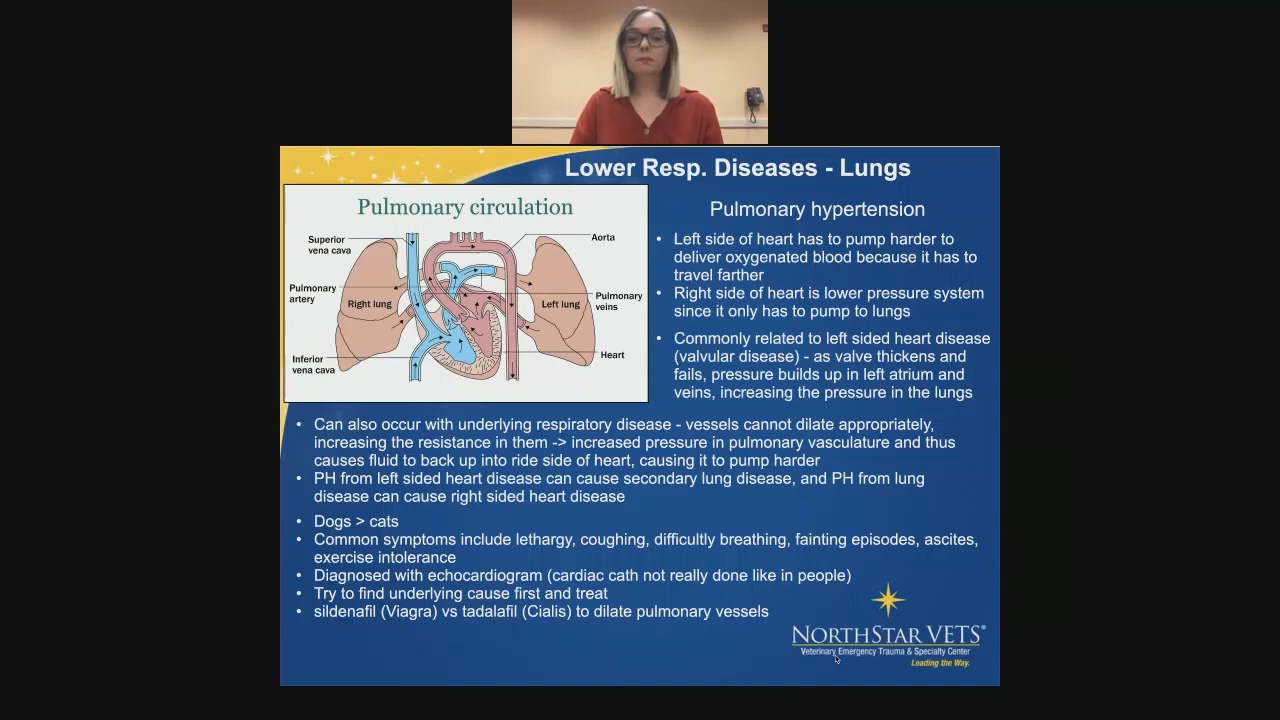 Lower Resp. Diseases - Lungs
Pulmonary circulation
Superior
vena cava
Aorta
Pulmonary
artery
Right lung
Left lung
Pulmonary
veins
Inferior
vena cava
Heart
Pulmonary hypertension
• Left side of heart has to pump harder to
deliver oxygenated blood because it has to
travel farther
• Right side of heart is lower pressure system
since it only has to pump to lungs
• Commonly related to left sided heart disease
(valvular disease) - as valve thickens and
fails, pressure builds up in left atrium and
veins, increasing the pressure in the lungs
• Can also occur with underlying respiratory disease - vessels cannot dilate appropriately,
increasing the resistance in them -> increased pressure in pulmonary vasculature and thus
causes fluid to back up into ride side of heart, causing it to pump harder
• PH from left sided heart disease can cause secondary lung disease, and PH from lung
disease can cause right sided heart disease
• Dogs > cats
• Common symptoms include lethargy, coughing, difficultly breathing, fainting episodes, ascites,
exercise intolerance
• Diagnosed with echocardiogram (cardiac cath not really done like in people)
• Try to find underlying cause first and treat
• sildenafil (Viagra) vs tadalafil (Cialis) to dilate pulmonary vessels
NORTHSTAR VETS®
Veterinary Emergency Trauma & Specialty Center
Leading the Way.